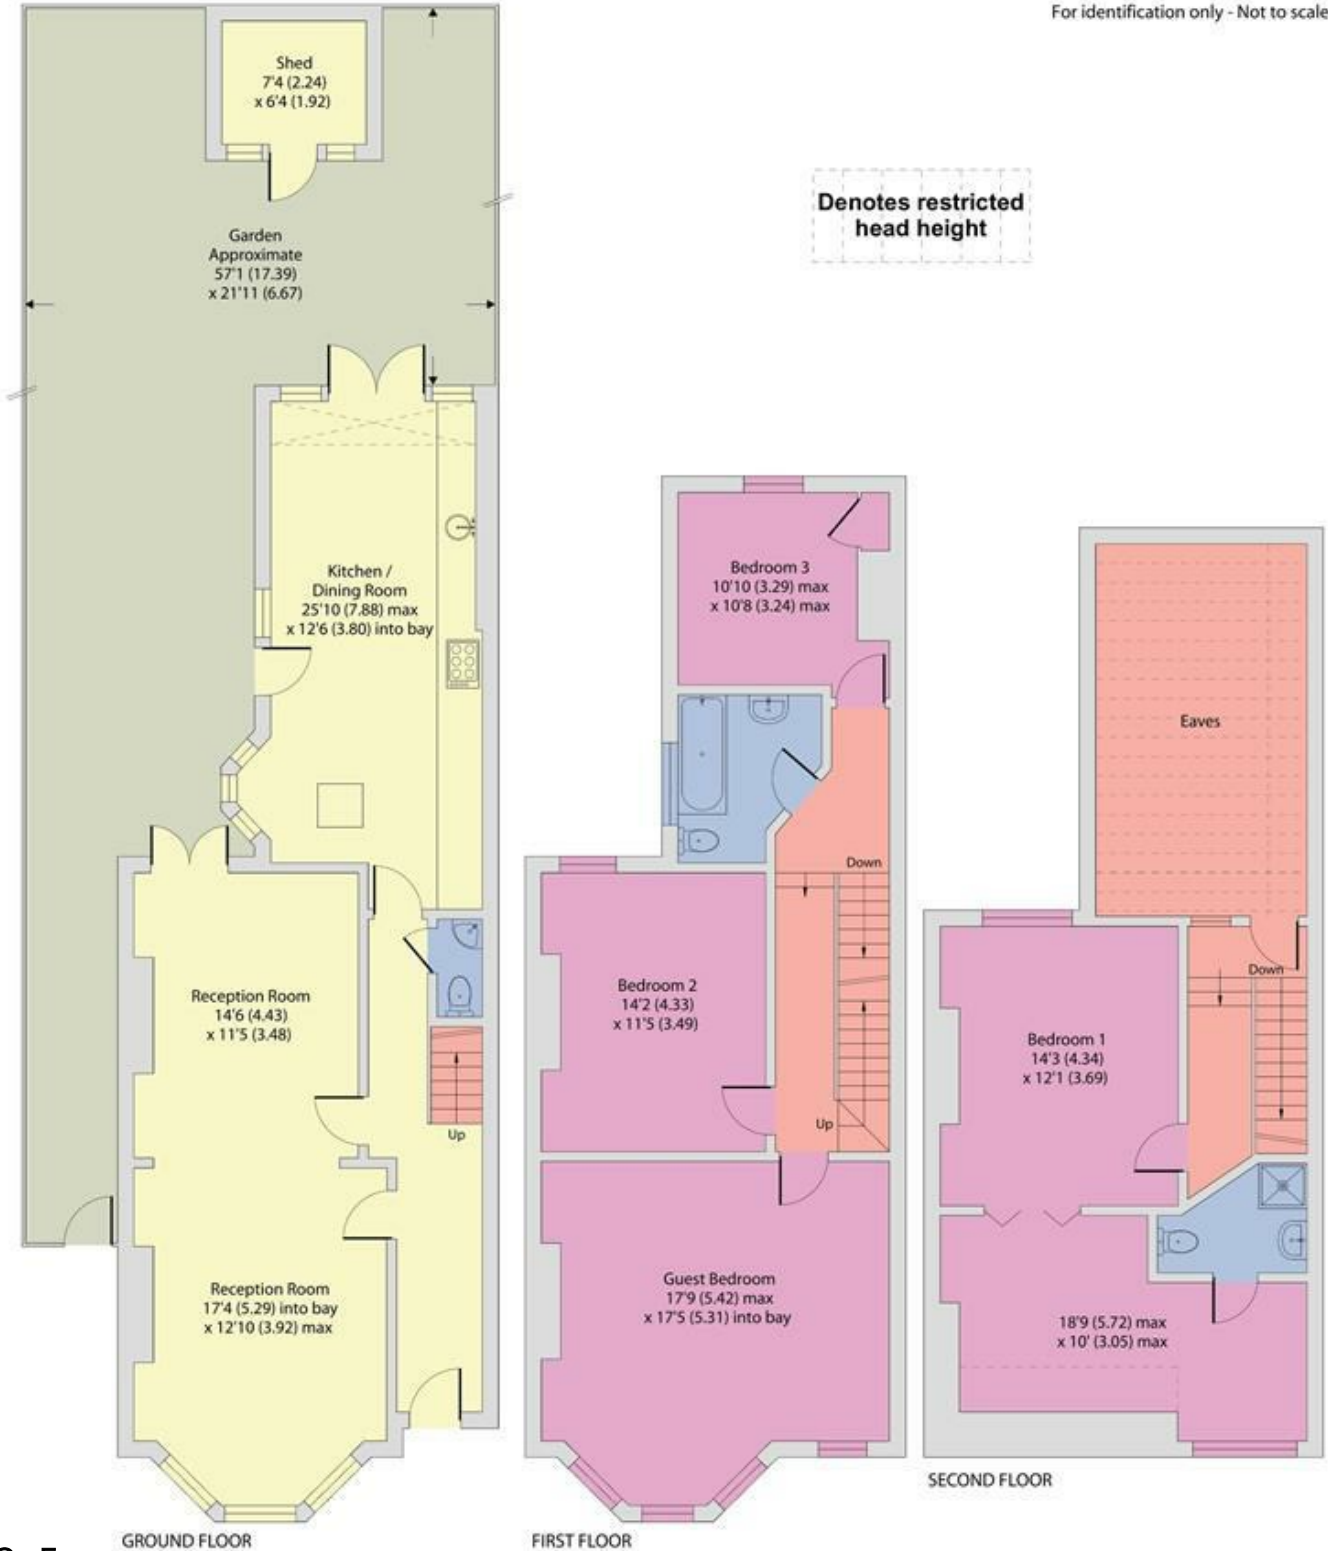 For identification only - Not to scale
Shed
7'4 (2.24)
x 6'4 (1.92)
Denotes restricted
head height
Garden
Approximate
57'1 (17.39)
x 21'11 (6.67)
Kitchen /
Dining Room
25'10 (7.88) max
x 12'6 (3.80) into bay
Reception Room
14'6 (4.43)
x 11'5 (3.48)
Up
Reception Room
17'4 (5.29) into bay
x 12'10 (3.92) max
GROUND FLOOR
Bedroom 3
10'10 (3.29) max
x 10'8 (3.24) max
Down
Bedroom 2
14'2 (4.33)
x 11'5 (3.49)
Up
Guest Bedroom
17'9 (5.42) max
x 17'5 (5.31) into bay
FIRST FLOOR
Eaves
Down
Bedroom 1
14'3 (4.34)
x 12'1 (3.69)
18'9 (5.72) max
x 10' (3.05) max
SECOND FLOOR